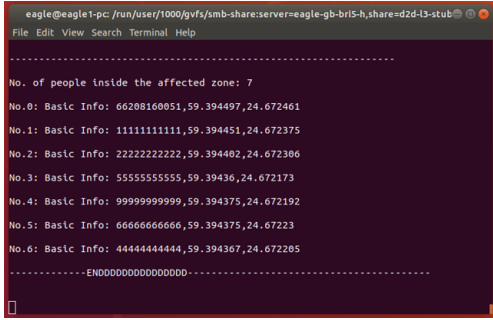 eagle@eagle1-pc: /run/user/1000/gvfs/smb-share:server=eagle-gb-bri5-h,share=d2d-l3-stub
File Edit View Search Terminal Help
----------------------------------------------------------------
No. of people inside the affected zone: 7
No.0: Basic Info: 66208160051,59.394497,24.672461
No.1: Basic Info: 11111111111,59.394451,24.672375
No.2: Basic Info: 22222222222,59.394402,24.672306
No.3: Basic Info: 55555555555,59.39436,24.672173
No.4: Basic Info: 99999999999,59.394375,24.672192
No.5: Basic Info: 66666666666,59.394375,24.67223
No.6: Basic Info: 44444444444,59.394367,24.672205
-------------ENDDDDDDDDDDDDDDD----------------------------------------